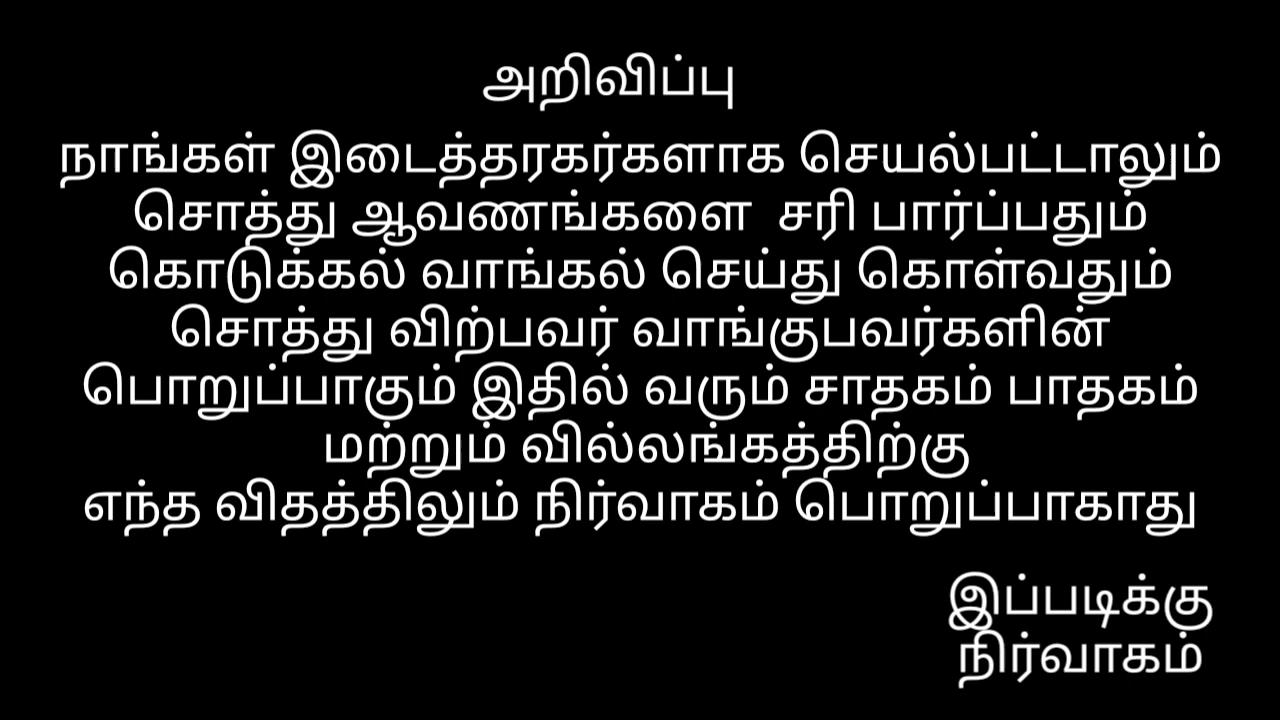 அறிவிப்பு
நாங்கள் இடைத்தரகர்களாக செயல்பட்டாலும்
சொத்து ஆவணங்களை சரி பார்ப்பதும்
கொடுக்கல் வாங்கல் செய்து கொள்வதும்
சொத்து விற்பவர் வாங்குபவர்களின்
பொறுப்பாகும் இதில் வரும் சாதகம் பாதகம்
மற்றும் வில்லங்கத்திற்கு
எந்த விதத்திலும் நிர்வாகம் பொறுப்பாகாது
இப்படிக்கு
நிர்வாகம்